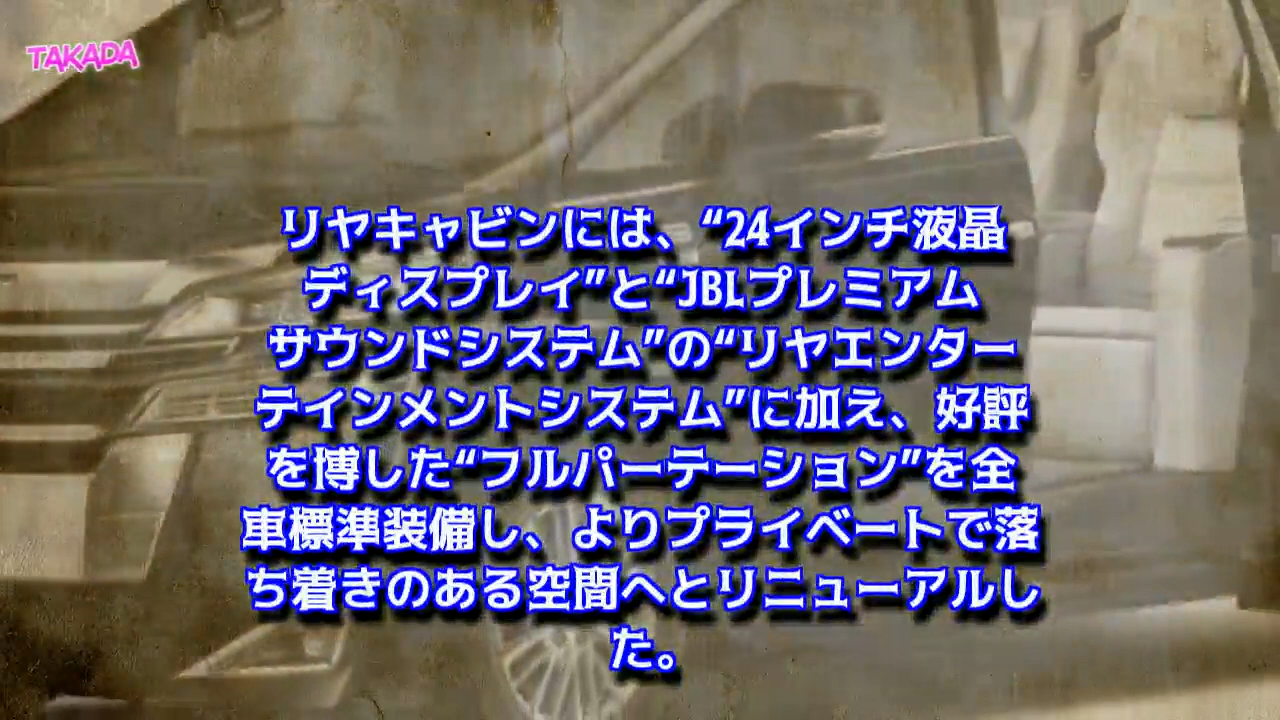 TAKADA
リヤキャビンには、“24インチ液晶
ディスプレイ”と“JBLプレミアム
サウンドシステム”の“リヤエンター
テインメントシステム”に加え、好評
を博した“フルパーテーション”を全
車標準装備し、よりプライベートで落
ち着きのある空間へとリニューアルし
た。